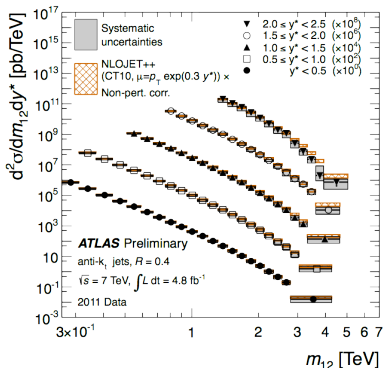 d²σ/dm₁₂dy* [pb/TeV]
10¹⁷
10¹⁵
10¹³
10¹¹
10⁹
10⁷
10⁵
10³
10
10⁻¹
10⁻³
Systematic
uncertainties
NLOJET++
(CT10, μ=p_T exp(0.3 y*)) ×
Non-pert. corr.
2.0 ≤ y* < 2.5 (×10⁸)
1.5 ≤ y* < 2.0 (×10⁶)
1.0 ≤ y* < 1.5 (×10⁴)
0.5 ≤ y* < 1.0 (×10²)
y* < 0.5 (×10⁰)
ATLAS Preliminary
anti-kₜ jets, R = 0.4
√s = 7 TeV, ∫L dt = 4.8 fb⁻¹
2011 Data
3×10⁻¹ 1 2 3 4 5 6 7
m₁₂ [TeV]